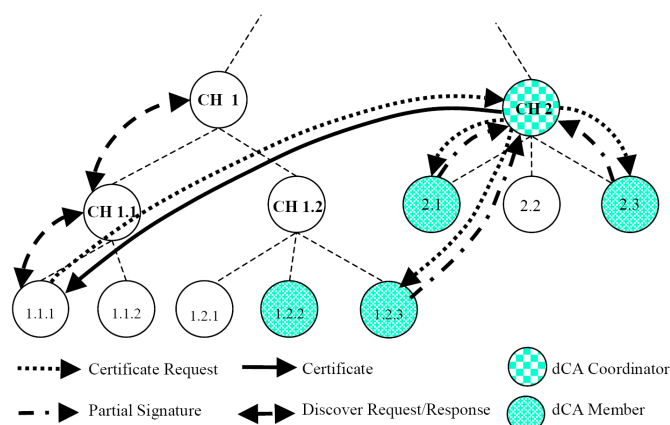 CH 1
CH 2
CH 1.1
CH 1.2
2.1
2.2
2.3
1.1.1
1.1.2
1.2.1
1.2.2
1.2.3
Certificate Request
Certificate
dCA Coordinator
Partial Signature
Discover Request/Response
dCA Member